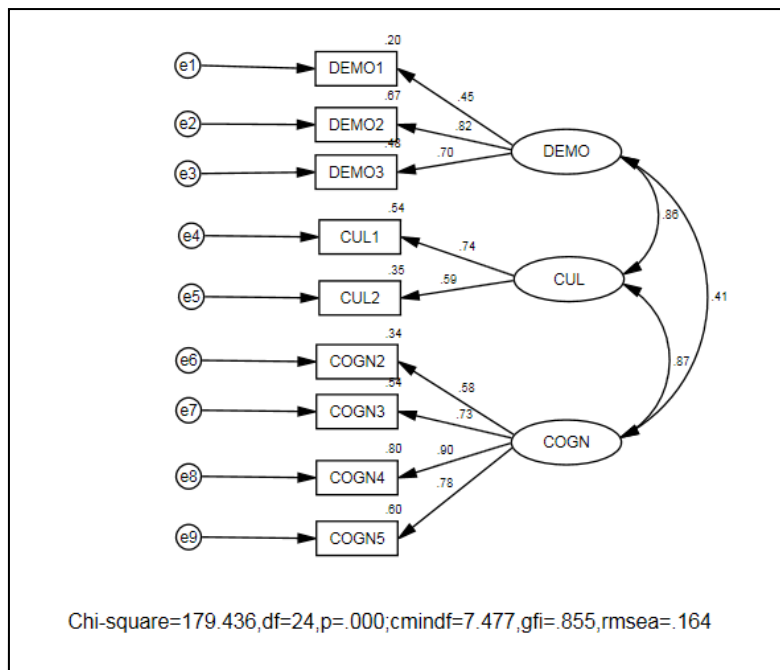 .20
e1
DEMO1
.45
.67
e2
DEMO2
.82
DEMO
.48
e3
DEMO3
.70
.86
.54
e4
CUL1
.74
CUL
.35
e5
CUL2
.59
.41
.34
e6
COGN2
.58
.87
.54
e7
COGN3
.73
COGN
.80
e8
COGN4
.90
.78
.60
e9
COGN5
Chi-square=179.436,df=24,p=.000;cmindf=7.477,gfi=.855,rmsea=.164